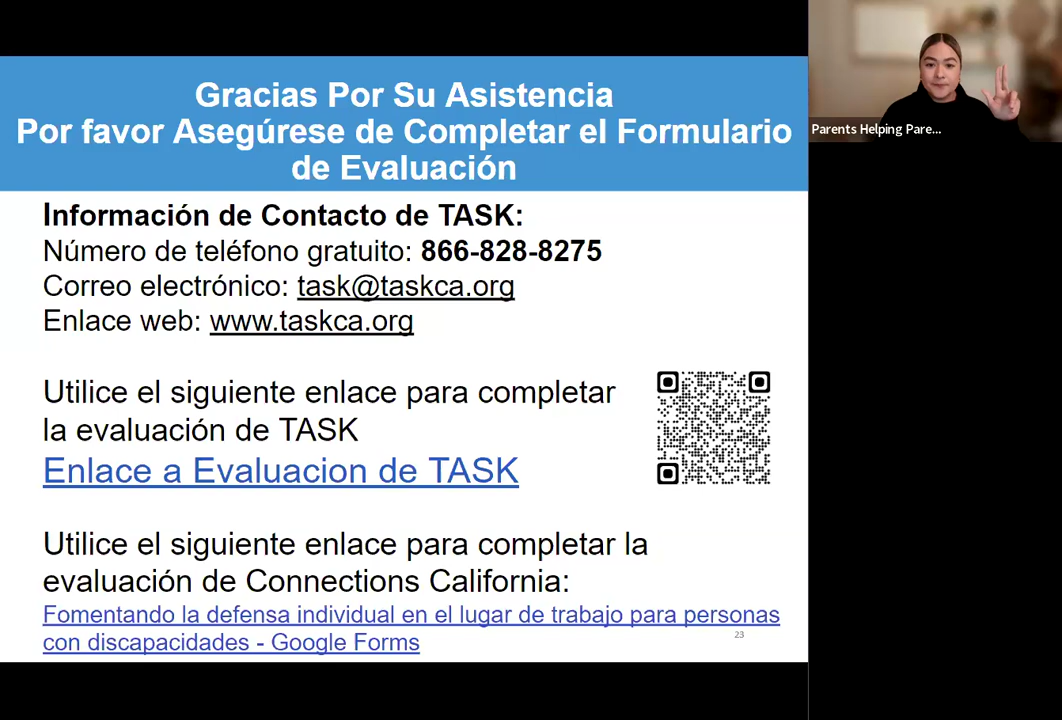 Gracias Por Su Asistencia
Por favor Asegúrese de Completar el Formulario
de Evaluación
Información de Contacto de TASK:
Número de teléfono gratuito: 866-828-8275
Correo electrónico: task@taskca.org
Enlace web: www.taskca.org
Utilice el siguiente enlace para completar
la evaluación de TASK
Enlace a Evaluacion de TASK
Utilice el siguiente enlace para completar la
evaluación de Connections California:
Fomentando la defensa individual en el lugar de trabajo para personas
con discapacidades - Google Forms
23
Parents Helping Pare...